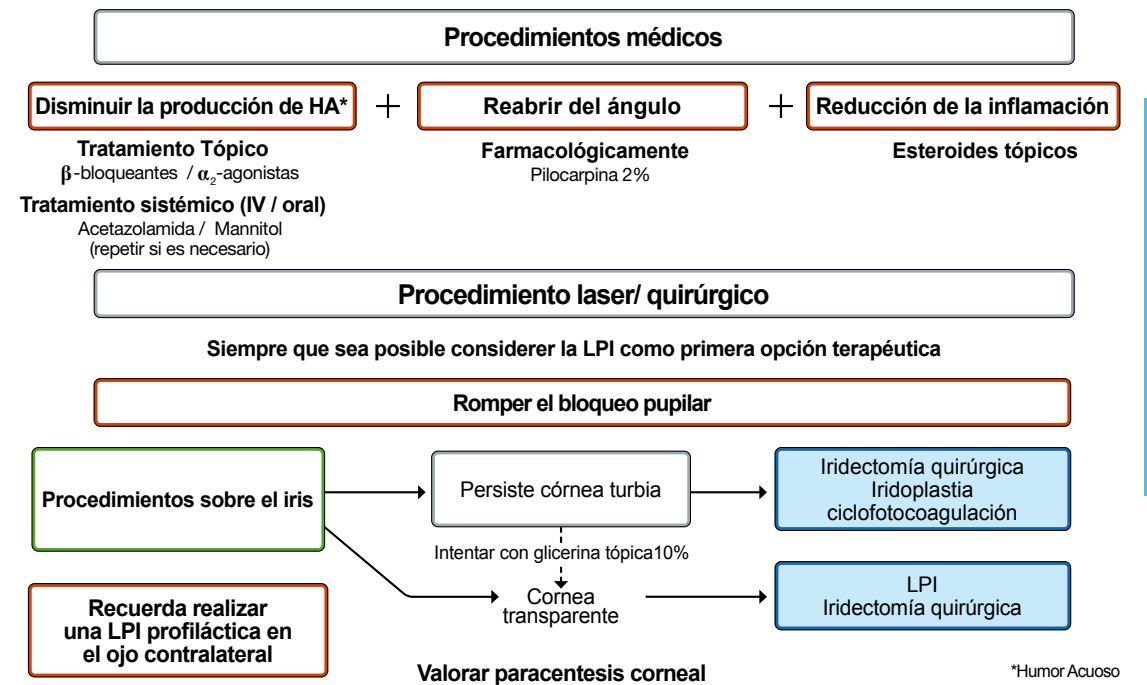 Procedimientos médicos
Disminuir la producción de HA* + Reabrir del ángulo + Reducción de la inflamación
Tratamiento Tópico
β-bloqueantes / α2-agonistas
Tratamiento sistémico (IV / oral)
Acetazolamida / Mannitol
(repetir si es necesario)
Farmacológicamente
Pilocarpina 2%
Esteroides tópicos
Procedimiento laser/ quirúrgico
Siempre que sea posible considerer la LPI como primera opción terapéutica
Romper el bloqueo pupilar
Procedimientos sobre el iris
Persiste córnea turbia
Iridectomía quirúrgica
Iridoplastia
ciclofotocoagulación
Intentar con glicerina tópica10%
Cornea
transparente
LPI
Iridectomía quirúrgica
Recuerda realizar
una LPI profiláctica en
el ojo contralateral
Valorar paracentesis corneal
*Humor Acuoso